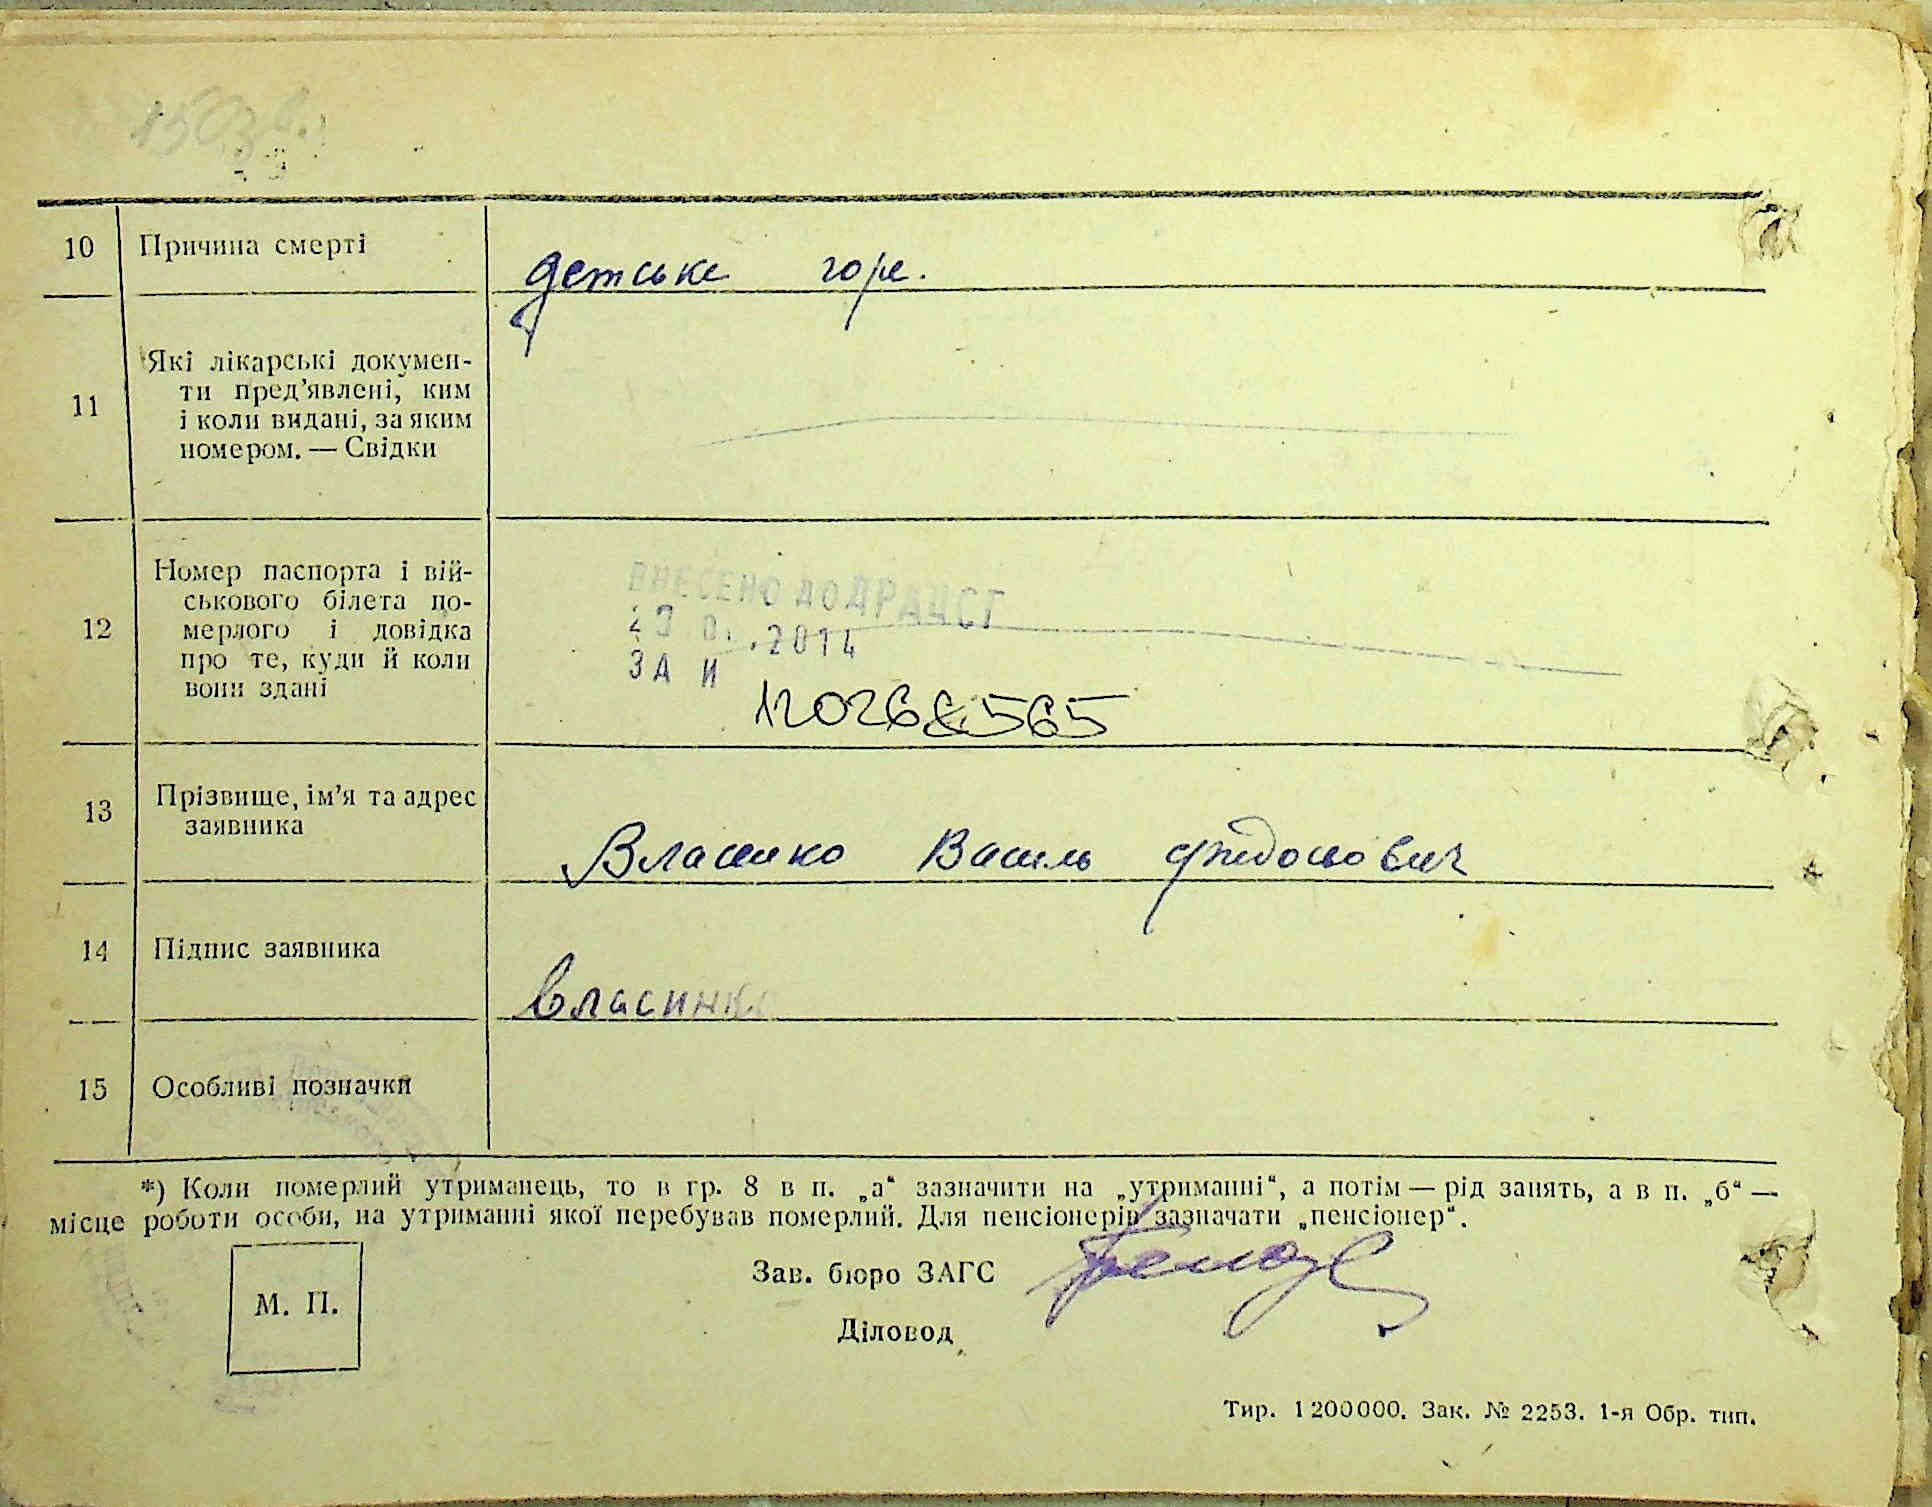 10 Причина смерті
детське горе.
11 Які лікарські докумен-
ти пред'явлені, ким
і коли видані, за яким
номером. — Свідки
12 Номер паспорта і вій-
ськового білета по-
мерлого і довідка
про те, куди й коли
вони здані
ВНЕСЕНО ДО ДРАЦСГ
2014
ЗА И
13 Прізвище, ім'я та адрес
заявника
Власенко Василь Фидосович
14 Підпис заявника
Власинко
15 Особливі позначки
*) Коли померлий утриманець, то в гр. 8 в п. „а“ зазначити на „утриманні“, а потім — рід занять, а в п. „б“ —
місце роботи особи, на утриманні якої перебував померлий. Для пенсіонерів зазначати „пенсіонер“.
М. П.
Зав. бюро ЗАГС
Діловод
Тир. 1200000. Зак. № 2253. 1-я Обр. тип.